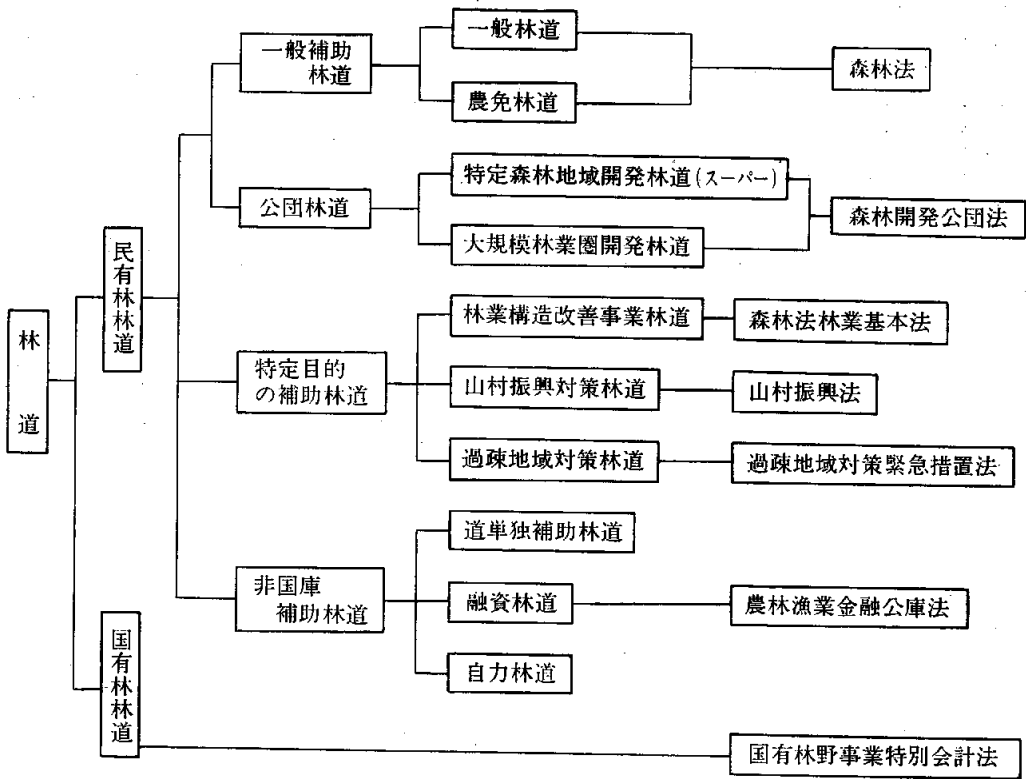 林道
民有林林道
国有林林道
一般補助
林道
公団林道
特定目的
の補助林道
非国庫
補助林道
一般林道
農免林道
特定森林地域開発林道(スーパー)
大規模林業圏開発林道
林業構造改善事業林道
山村振興対策林道
過疎地域対策林道
道単独補助林道
融資林道
自力林道
森林法
森林開発公団法
森林法林業基本法
山村振興法
過疎地域対策緊急措置法
農林漁業金融公庫法
国有林野事業特別会計法